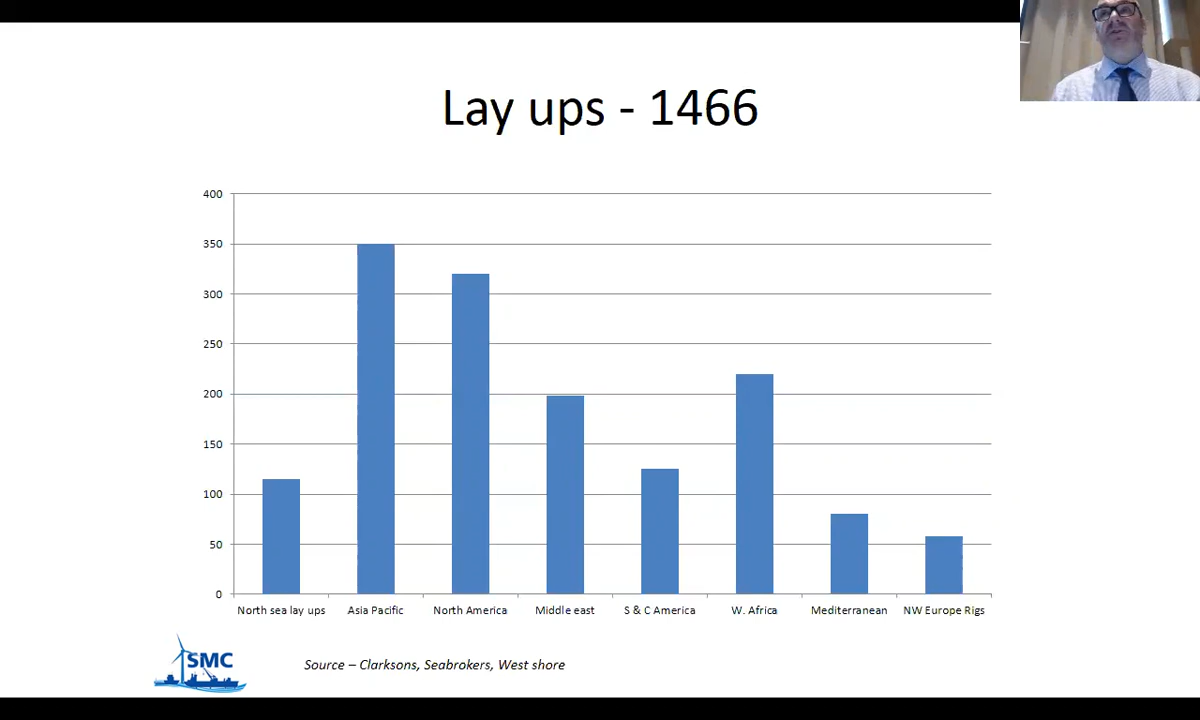 Lay ups - 1466
400
350
300
250
200
150
100
50
0
North sea lay ups Asia Pacific North America Middle east S & C America W. Africa Mediterranean NW Europe Rigs
SMC
Source – Clarksons, Seabrokers, West shore